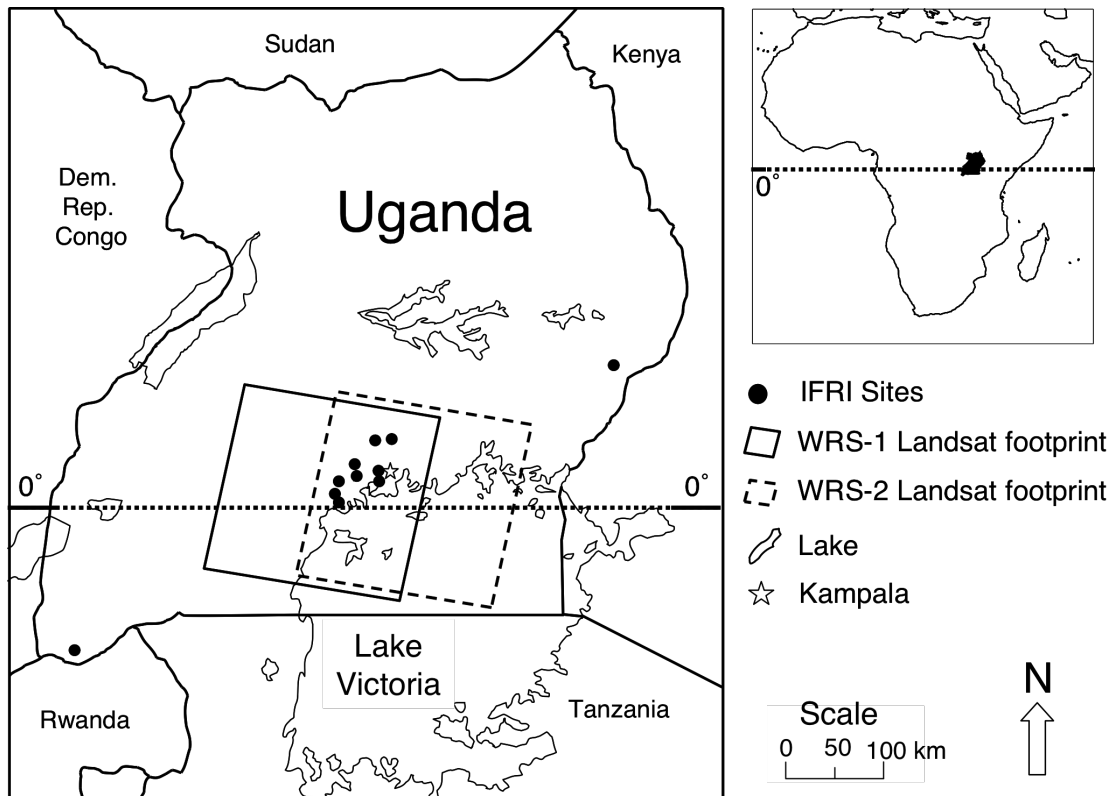 Sudan
Kenya
Dem.
Rep.
Congo
Uganda
0°
0°
Lake
Victoria
Rwanda
Tanzania
0°
IFRI Sites
WRS-1 Landsat footprint
WRS-2 Landsat footprint
Lake
Kampala
Scale
0 50 100 km
N